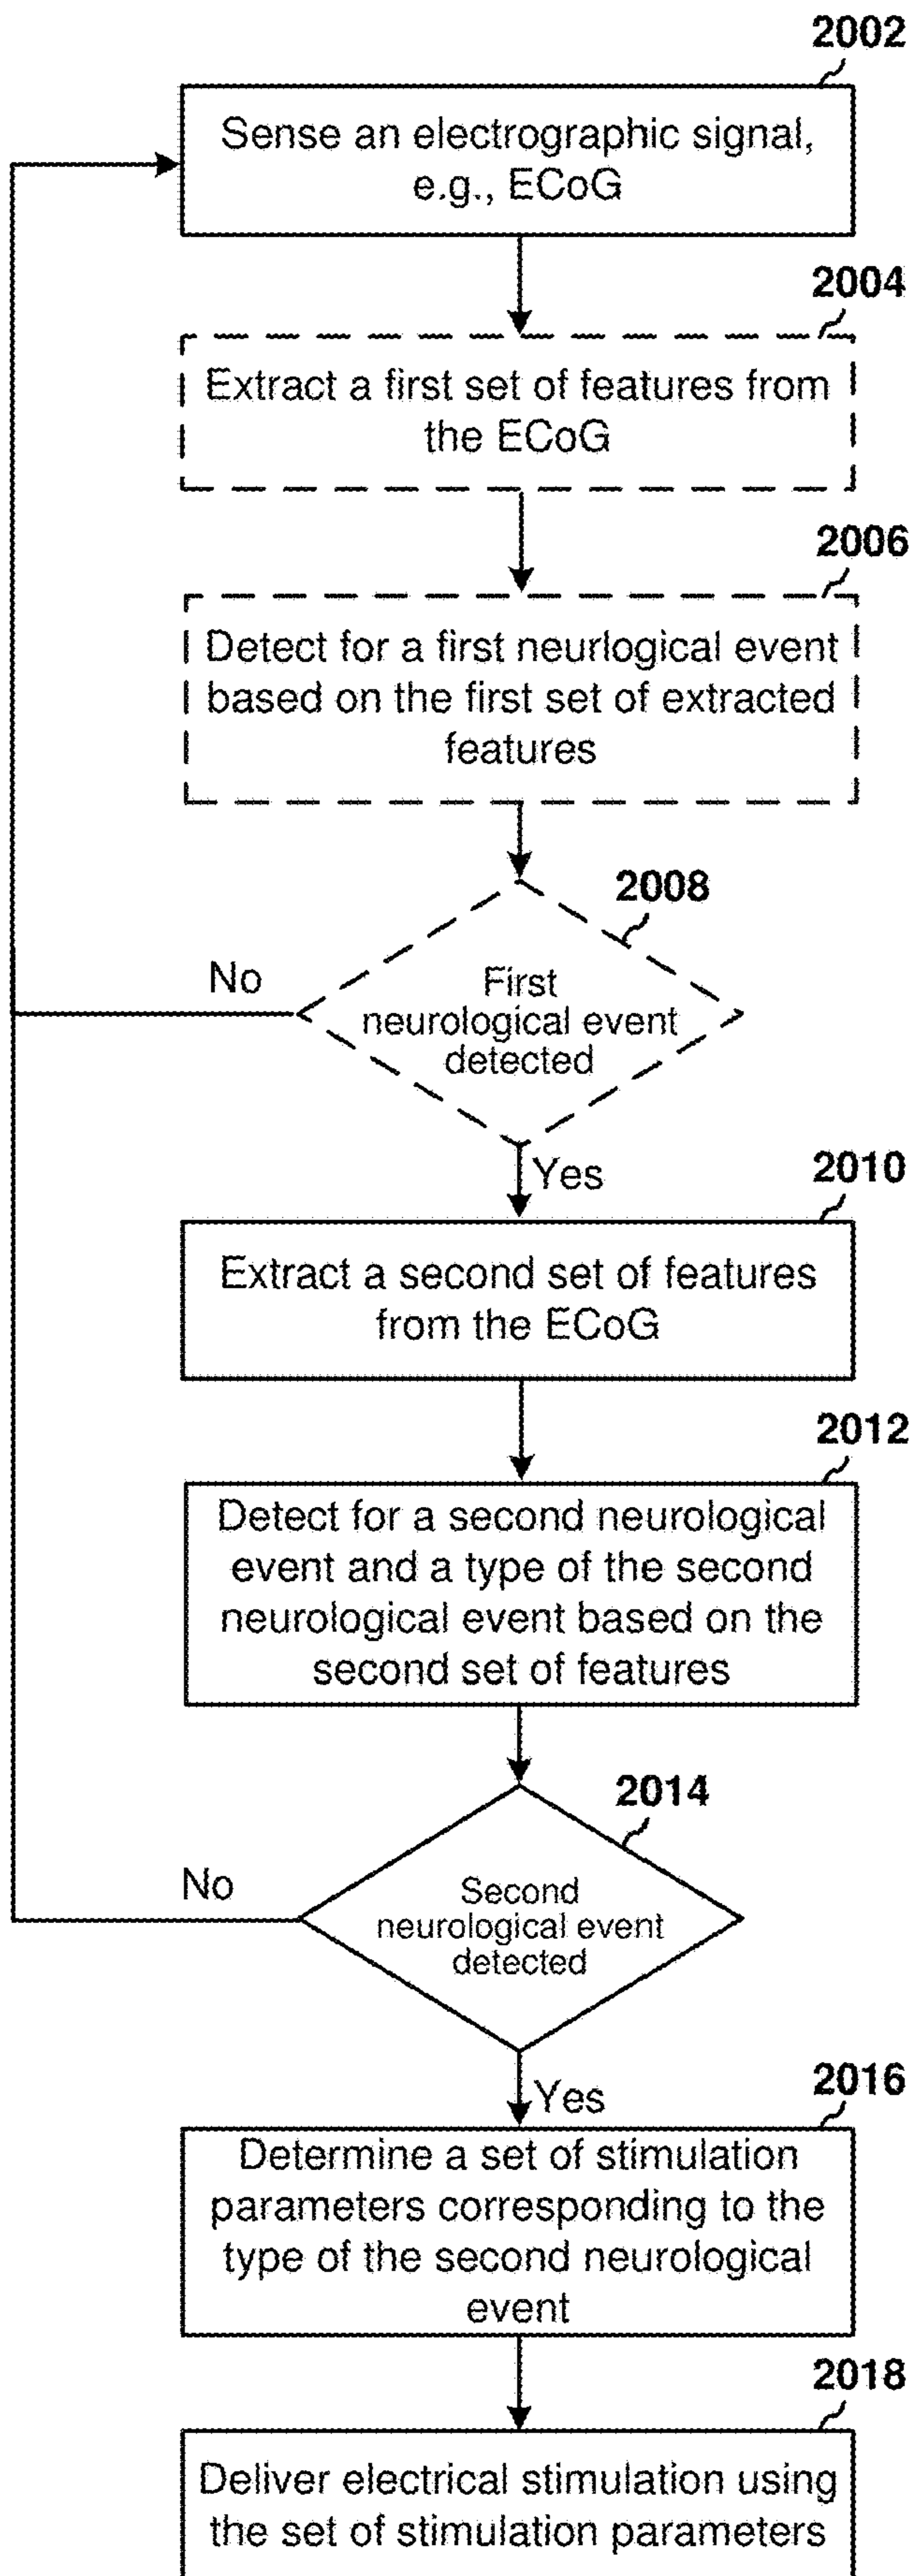 2002
Sense an electrographic signal,
e.g., ECoG
2004
Extract a first set of features from
the ECoG
2006
Detect for a first neurlogical event
based on the first set of extracted
features
2008
First
neurological event
detected
No
Yes
2010
Extract a second set of features
from the ECoG
2012
Detect for a second neurological
event and a type of the second
neurological event based on the
second set of features
2014
Second
neurological event
detected
No
Yes
2016
Determine a set of stimulation
parameters corresponding to the
type of the second neurological
event
2018
Deliver electrical stimulation using
the set of stimulation parameters